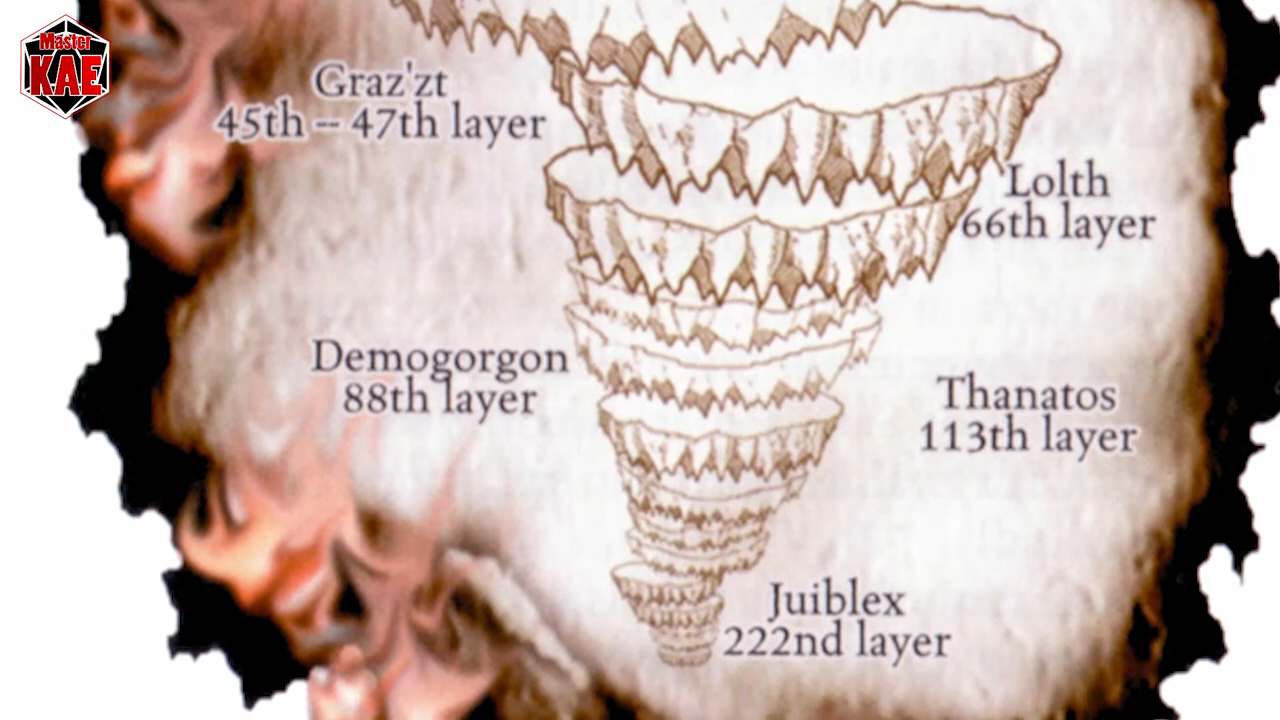 Master
KAE
Graz'zt
45th -- 47th layer
Lolth
66th layer
Demogorgon
88th layer
Thanatos
113th layer
Juiblex
222nd layer